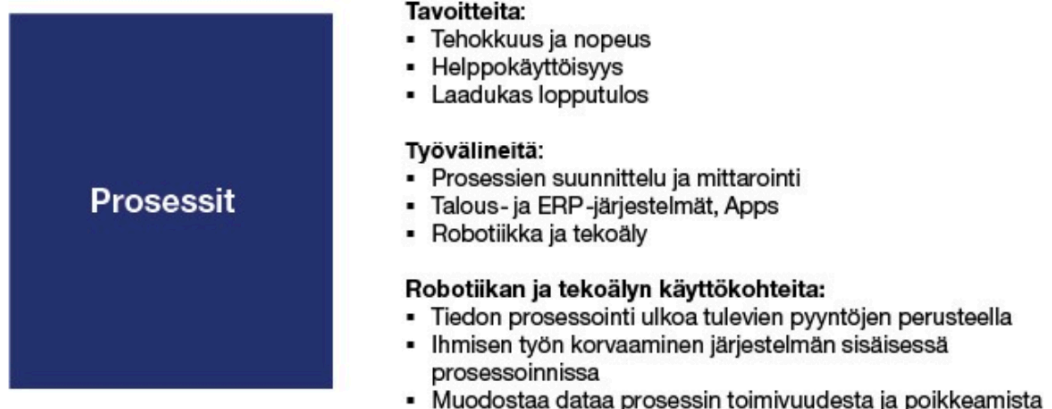 Prosessit
Tavoitteita:
▪ Tehokkuus ja nopeus
▪ Helppokäyttöisyys
▪ Laadukas lopputulos
Työvälineitä:
▪ Prosessien suunnittelu ja mittarointi
▪ Talous- ja ERP-järjestelmät, Apps
▪ Robotiikka ja tekoäly
Robotiikan ja tekoälyn käyttökohteita:
▪ Tiedon prosessointi ulkoa tulevien pyyntöjen perusteella
▪ Ihmisen työn korvaaminen järjestelmän sisäisessä
prosessoinnissa
▪ Muodostaa dataa prosessin toimivuudesta ja poikkeamista